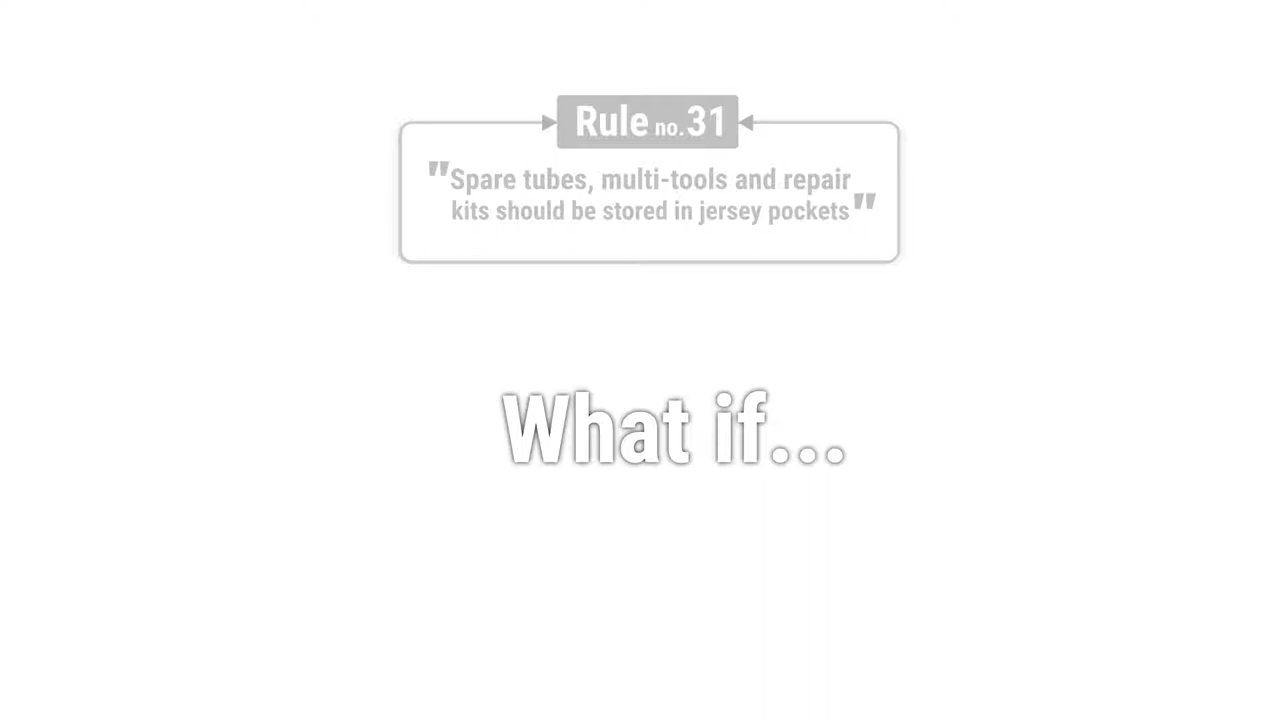 Rule no.31
"Spare tubes, multi-tools and repair
kits should be stored in jersey pockets"
What if...